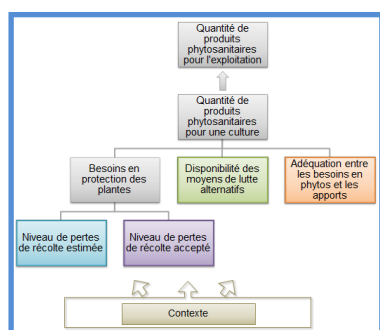 Quantité de
produits
phytosanitaires
pour l'exploitation
Quantité de
produits
phytosanitaires
pour une culture
Besoins en
protection des
plantes
Disponibilité des
moyens de lutte
alternatifs
Adéquation entre
les besoins en
phytos et les
apports
Niveau de pertes
de récolte estimée
Niveau de pertes
de récolte accepté
Contexte